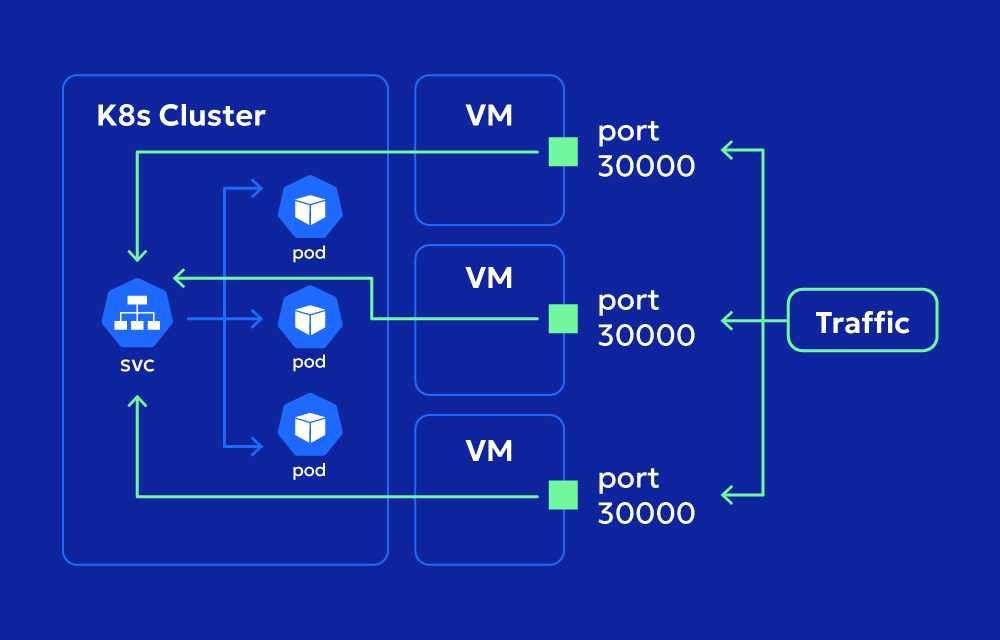 K8s Cluster
VM
port
30000
pod
VM
port
30000
Traffic
svc
pod
VM
pod
port
30000